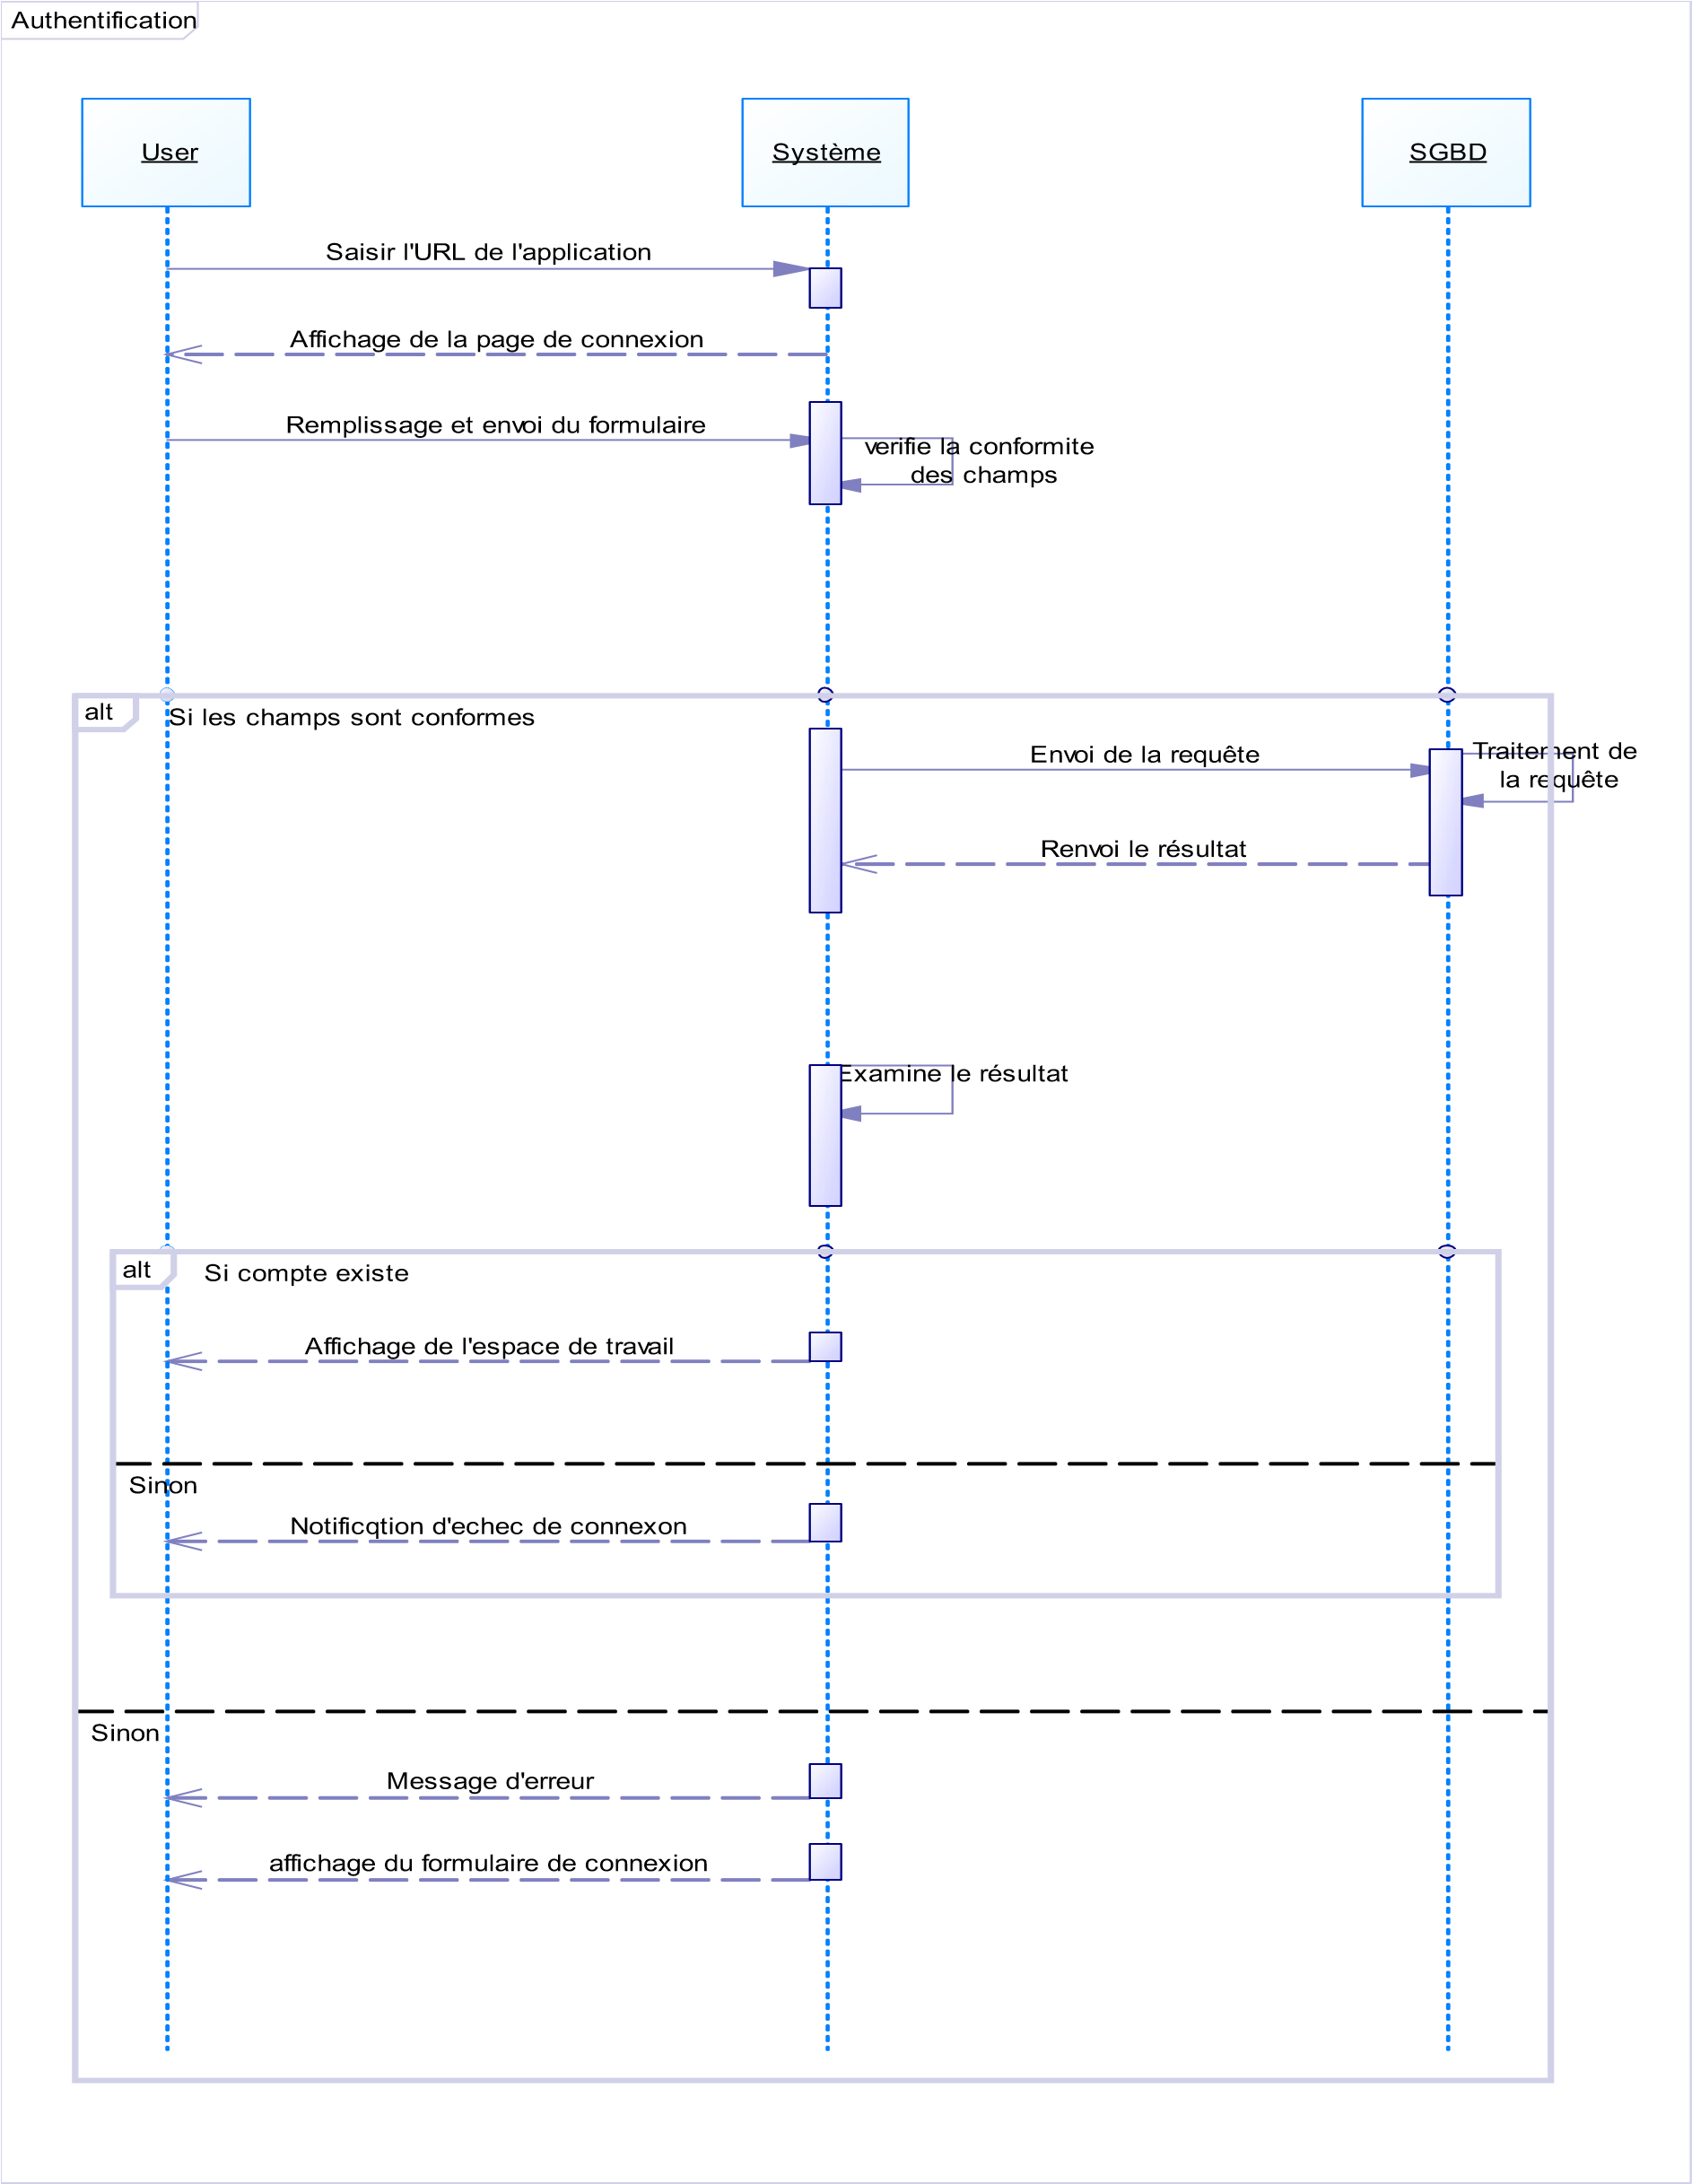 Authentification
User
Système
SGBD
Saisir l'URL de l'application
Affichage de la page de connexion
Remplissage et envoi du formulaire
verifie la conformite
des champs
alt
Si les champs sont conformes
Envoi de la requête
Traitement de
la requête
Renvoi le résultat
Examine le résultat
alt
Si compte existe
Affichage de l'espace de travail
Sinon
Notificqtion d'echec de connexon
Sinon
Message d'erreur
affichage du formulaire de connexion